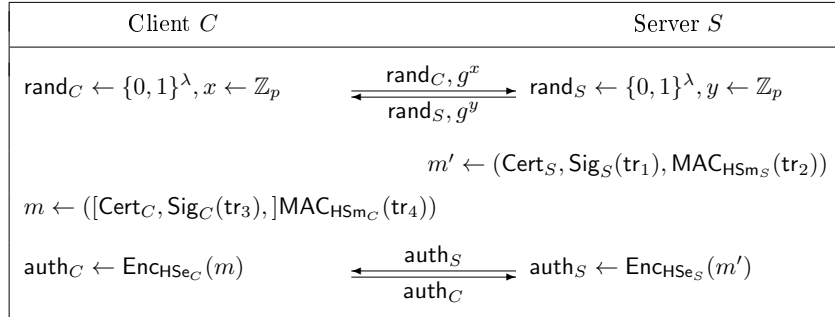 Client C Server S
rand_C ← {0, 1}^λ, x ← ℤ_p rand_C, g^x rand_S ← {0, 1}^λ, y ← ℤ_p
rand_S, g^y
m′ ← (Cert_S, Sig_S(tr_1), MAC_{HSm_S}(tr_2))
m ← ([Cert_C, Sig_C(tr_3), ]MAC_{HSm_C}(tr_4))
auth_C ← Enc_{HSe_C}(m) auth_S auth_S ← Enc_{HSe_S}(m′)
auth_C